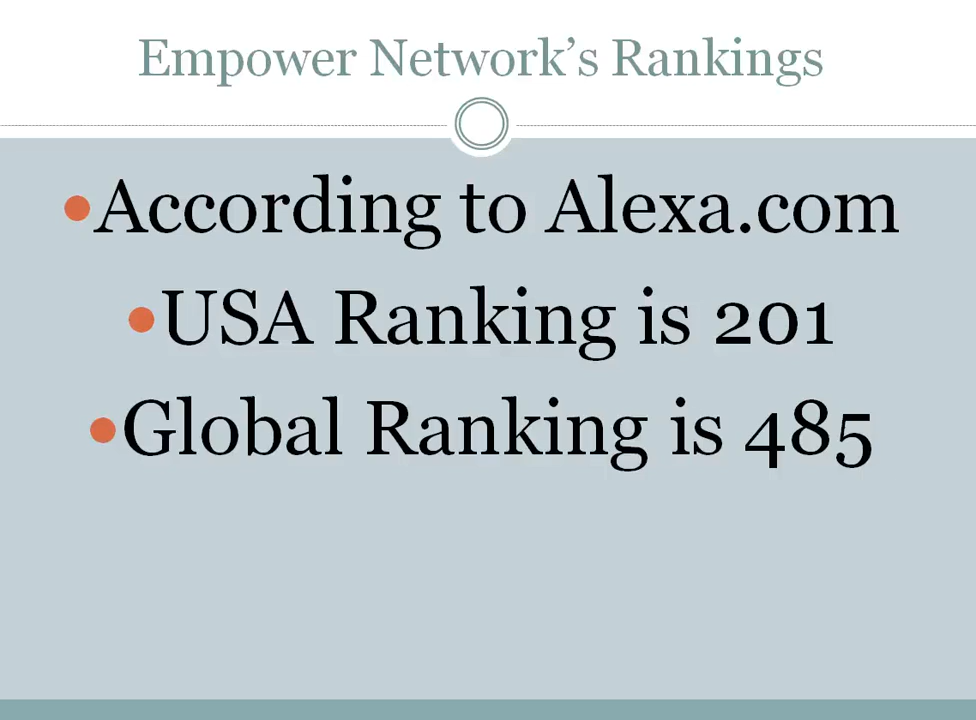 Empower Network’s Rankings
•According to Alexa.com
•USA Ranking is 201
•Global Ranking is 485